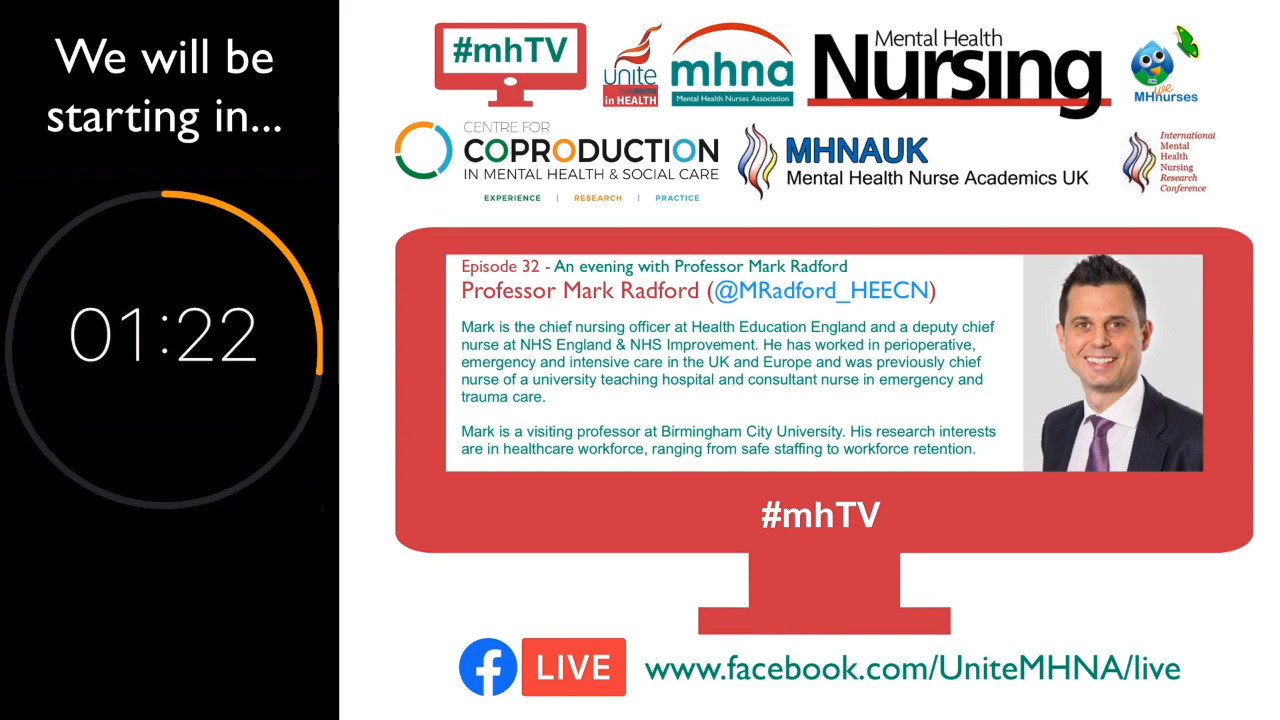 We will be
starting in...
01:22
#mhTV
unite
the UNION
in HEALTH
mhna
Mental Health Nurses Association
Mental Health
Nursing
we
MHnurses
CENTRE FOR
COPRODUCTION
IN MENTAL HEALTH & SOCIAL CARE
EXPERIENCE | RESEARCH | PRACTICE
MHNAUK
Mental Health Nurse Academics UK
International
Mental
Health
Nursing
Research
Conference
Episode 32 - An evening with Professor Mark Radford
Professor Mark Radford (@MRadford_HEECN)
Mark is the chief nursing officer at Health Education England and a deputy chief
nurse at NHS England & NHS Improvement. He has worked in perioperative,
emergency and intensive care in the UK and Europe and was previously chief
nurse of a university teaching hospital and consultant nurse in emergency and
trauma care.
Mark is a visiting professor at Birmingham City University. His research interests
are in healthcare workforce, ranging from safe staffing to workforce retention.
#mhTV
LIVE www.facebook.com/UniteMHNA/live